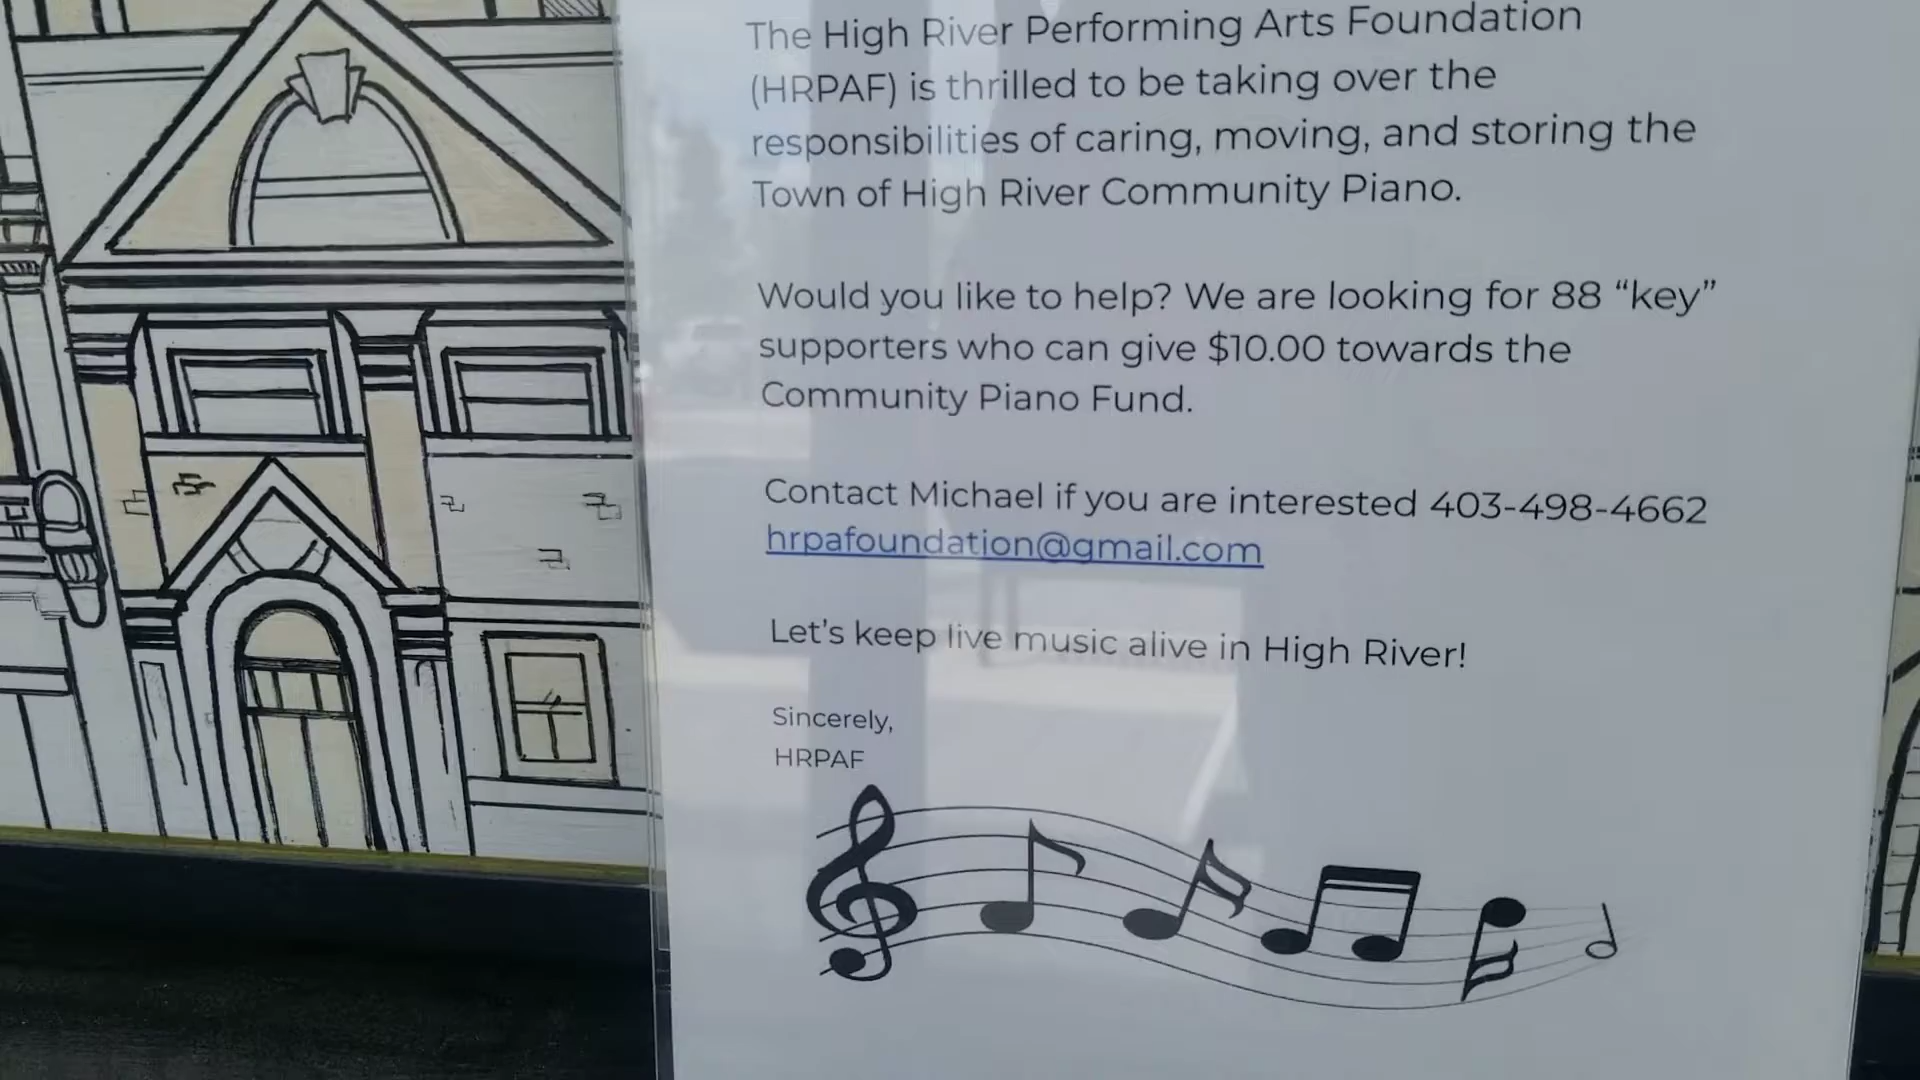 The High River Performing Arts Foundation
(HRPAF) is thrilled to be taking over the
responsibilities of caring, moving, and storing the
Town of High River Community Piano.
Would you like to help? We are looking for 88 “key”
supporters who can give $10.00 towards the
Community Piano Fund.
Contact Michael if you are interested 403-498-4662
hrpafoundation@gmail.com
Let’s keep live music alive in High River!
Sincerely,
HRPAF